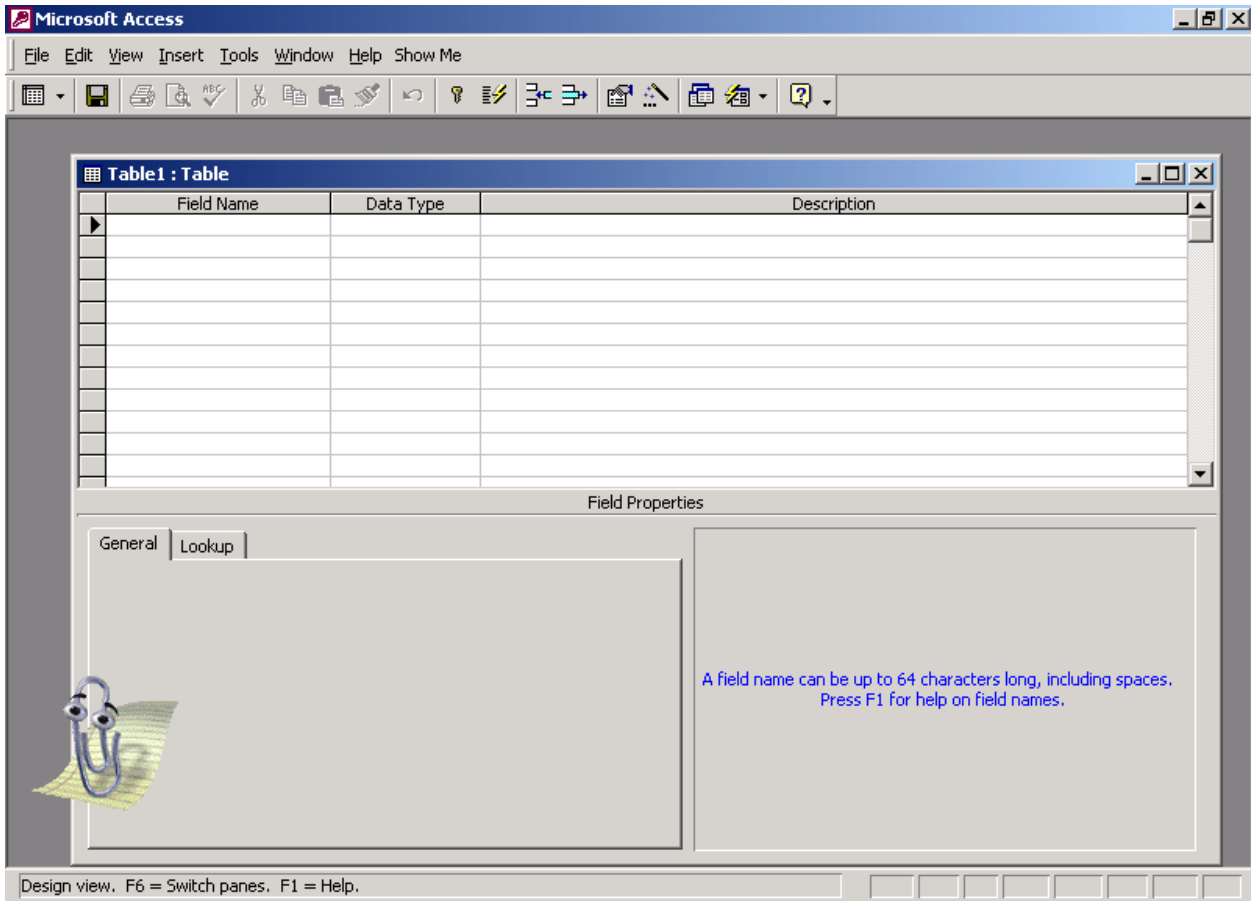 Microsoft Access
File Edit View Insert Tools Window Help Show Me
ABC
Table1 : Table
Field Name Data Type Description
Field Properties
General Lookup
A field name can be up to 64 characters long, including spaces.
Press F1 for help on field names.
Design view. F6 = Switch panes. F1 = Help.